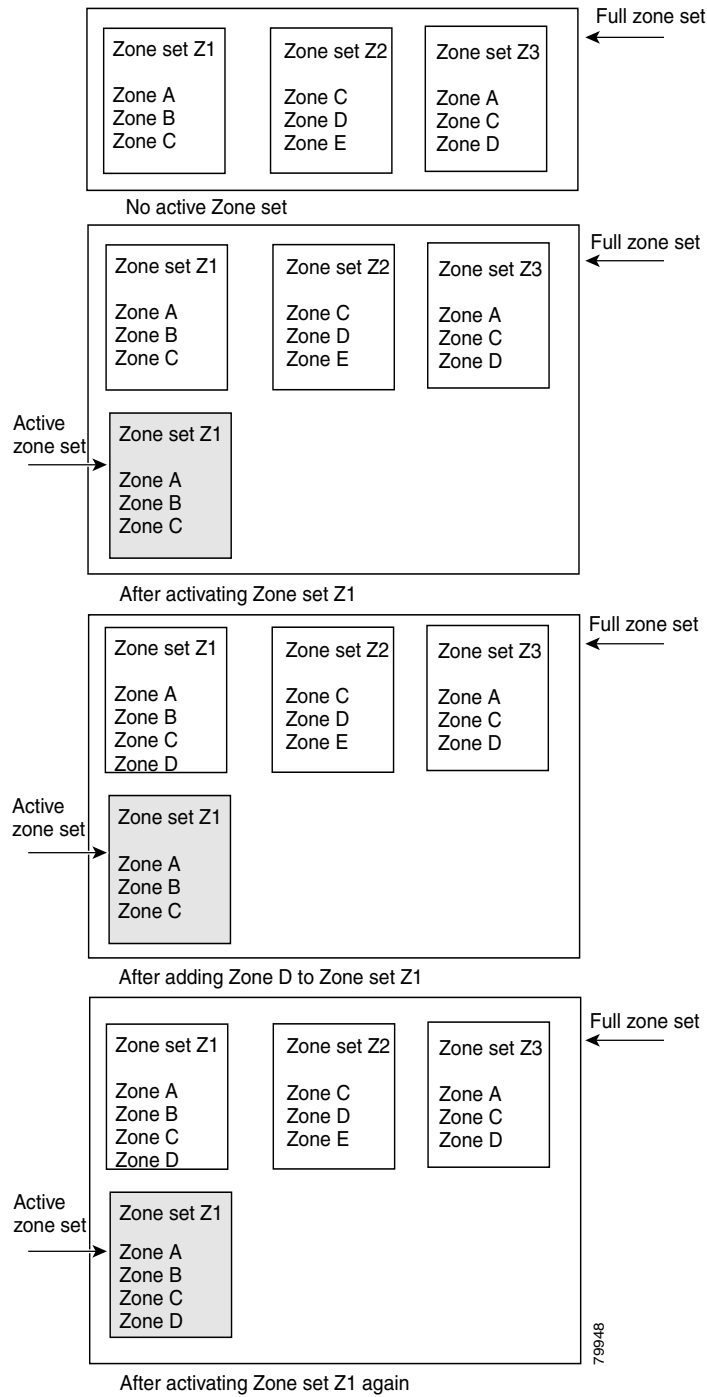 Full zone set
Zone set Z1
Zone A
Zone B
Zone C
Zone set Z2
Zone C
Zone D
Zone E
Zone set Z3
Zone A
Zone C
Zone D
No active Zone set
Full zone set
Zone set Z1
Zone A
Zone B
Zone C
Zone set Z2
Zone C
Zone D
Zone E
Zone set Z3
Zone A
Zone C
Zone D
Active
zone set
Zone set Z1
Zone A
Zone B
Zone C
After activating Zone set Z1
Full zone set
Zone set Z1
Zone A
Zone B
Zone C
Zone D
Zone set Z2
Zone C
Zone D
Zone E
Zone set Z3
Zone A
Zone C
Zone D
Active
zone set
Zone set Z1
Zone A
Zone B
Zone C
After adding Zone D to Zone set Z1
Full zone set
Zone set Z1
Zone A
Zone B
Zone C
Zone D
Zone set Z2
Zone C
Zone D
Zone E
Zone set Z3
Zone A
Zone C
Zone D
Active
zone set
Zone set Z1
Zone A
Zone B
Zone C
Zone D
79948
After activating Zone set Z1 again